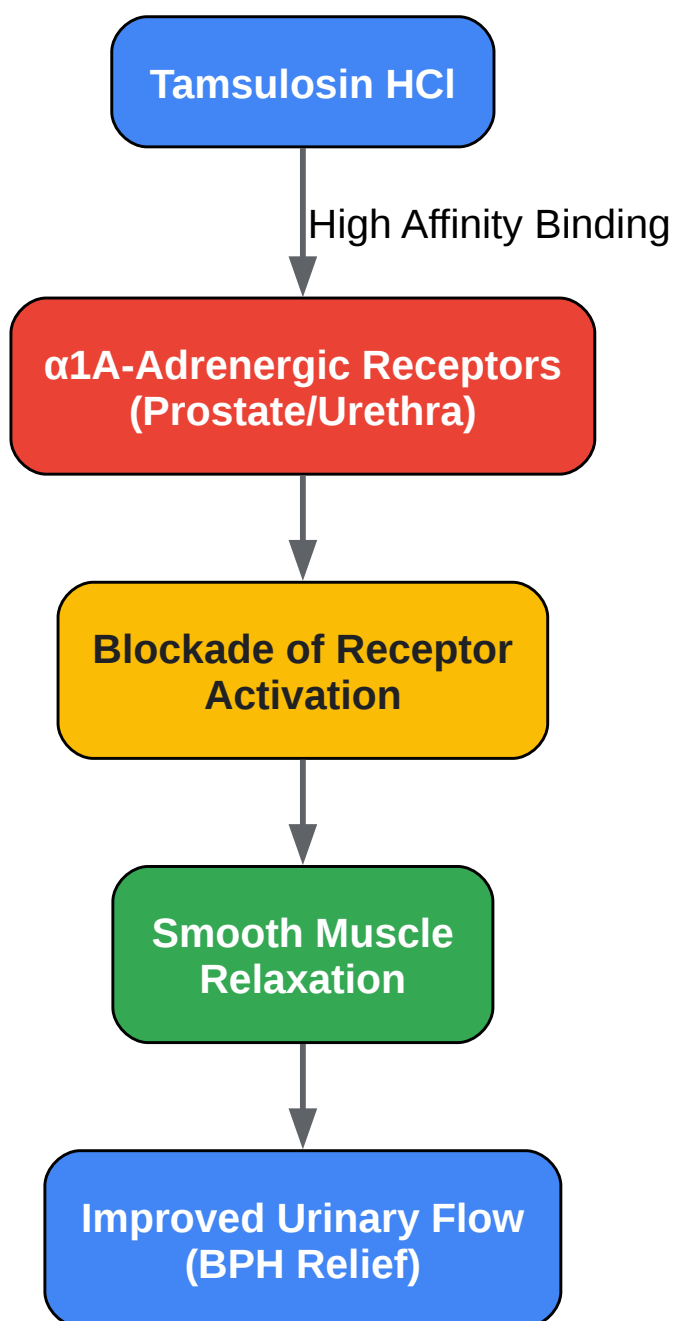 Tamsulosin HCl
High Affinity Binding
α1A-Adrenergic Receptors
(Prostate/Urethra)
Blockade of Receptor
Activation
Smooth Muscle
Relaxation
Improved Urinary Flow
(BPH Relief)